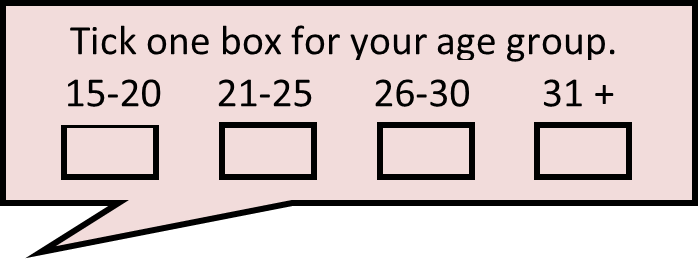 Tick one box for your age group.
15-20 21-25 26-30 31 +